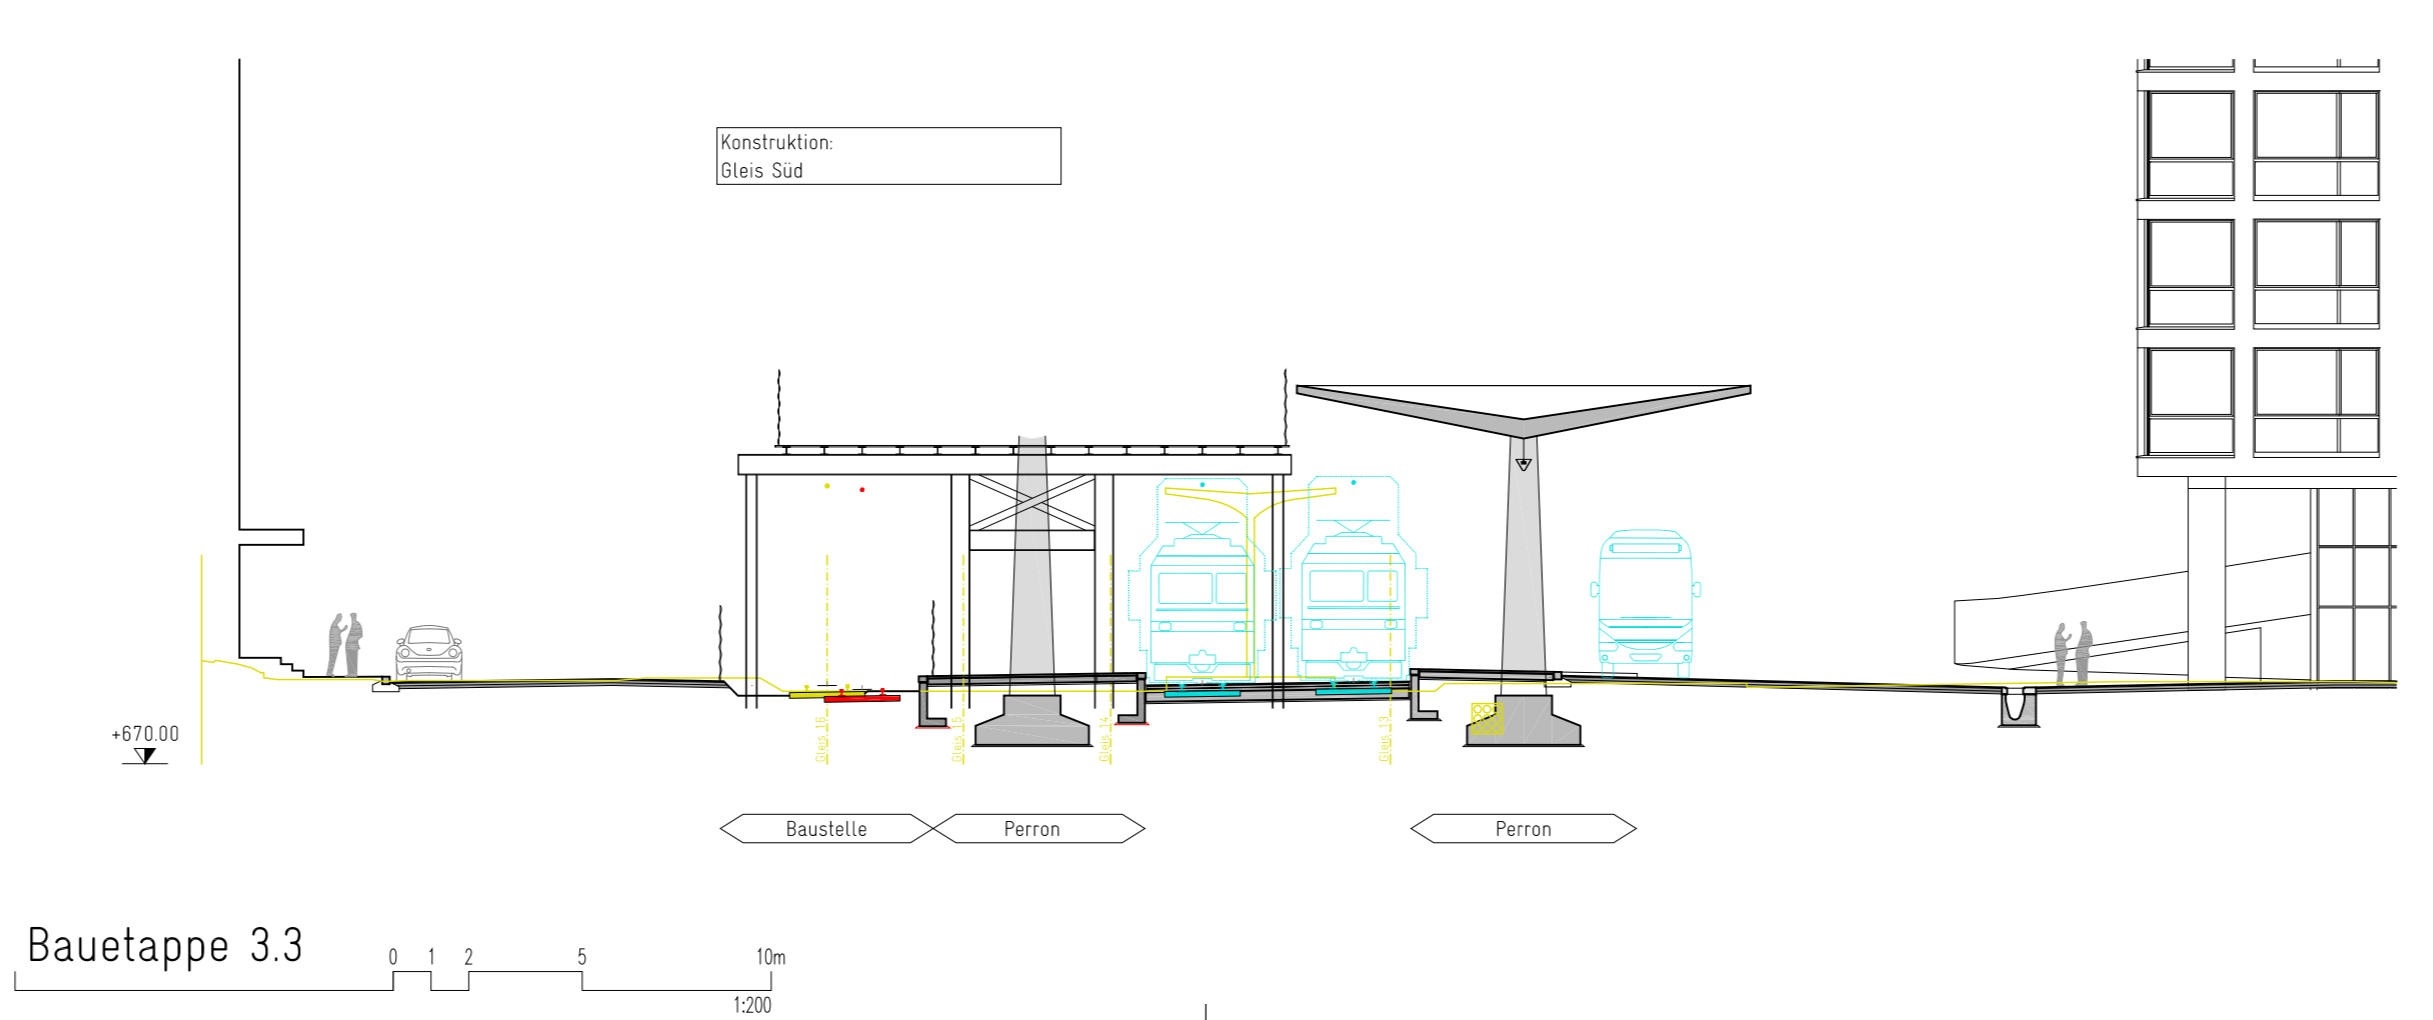 Konstruktion:
Gleis Süd
+670.00
Gleis 16
Gleis 15
Gleis 14
Gleis 13
Baustelle
Perron
Perron
Bauetappe 3.3
0 1 2 5 10m
1:200